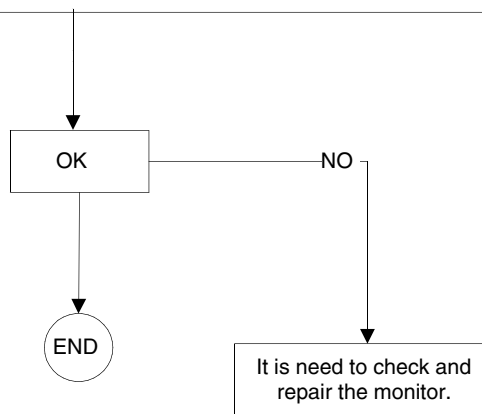 OK
NO
END
It is need to check and
repair the monitor.